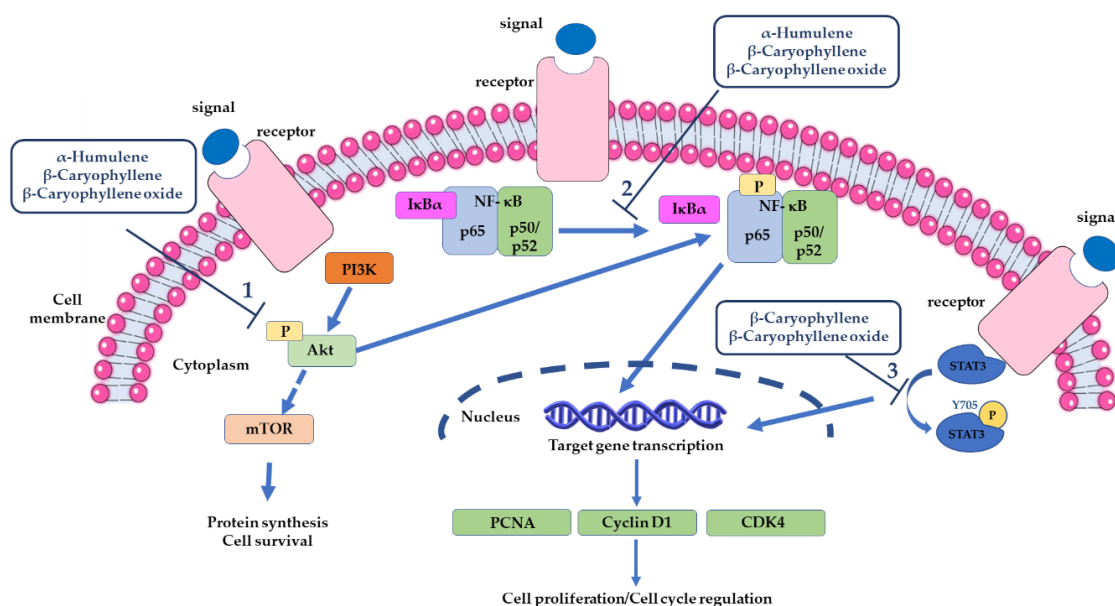 signal
receptor
α-Humulene
β-Caryophyllene
β-Caryophyllene oxide
1
PI3K
P
Akt
mTOR
Protein synthesis
Cell survival
Cell
membrane
Cytoplasm
signal
receptor
IκBα
NF- κB
p65
p50/
p52
α-Humulene
β-Caryophyllene
β-Caryophyllene oxide
2
IκBα
P
NF- κB
p65
p50/
p52
signal
receptor
β-Caryophyllene
β-Caryophyllene oxide
3
STAT3
Y705
P
STAT3
Nucleus
Target gene transcription
PCNA
Cyclin D1
CDK4
Cell proliferation/Cell cycle regulation